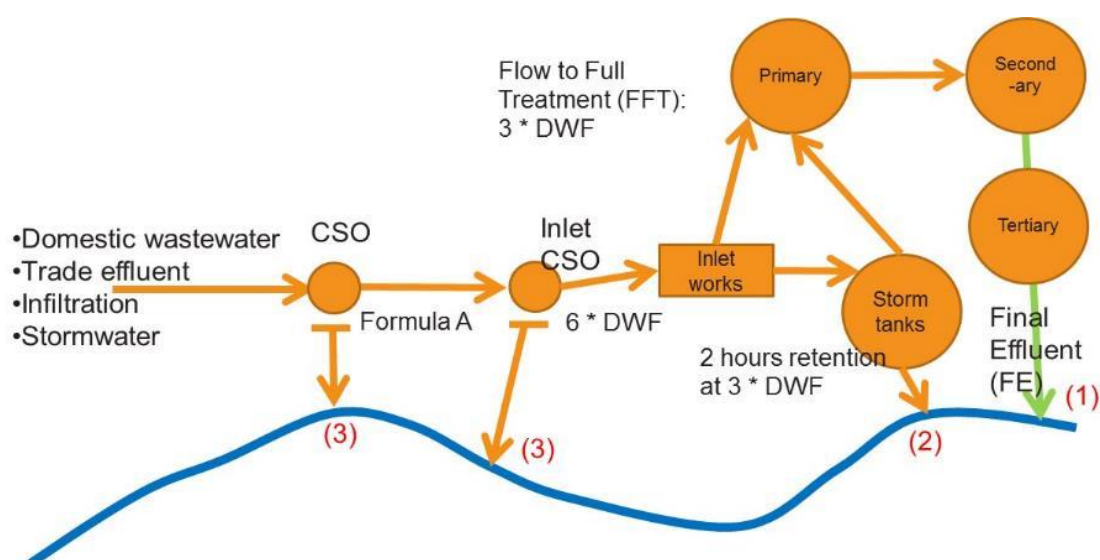 •Domestic wastewater
•Trade effluent
•Infiltration
•Stormwater
CSO
Formula A
Inlet
CSO
6 * DWF
Inlet
works
Flow to Full
Treatment (FFT):
3 * DWF
Primary
Second
-ary
Tertiary
Storm
tanks
2 hours retention
at 3 * DWF
Final
Effluent
(FE)
(1)
(2)
(3)
(3)